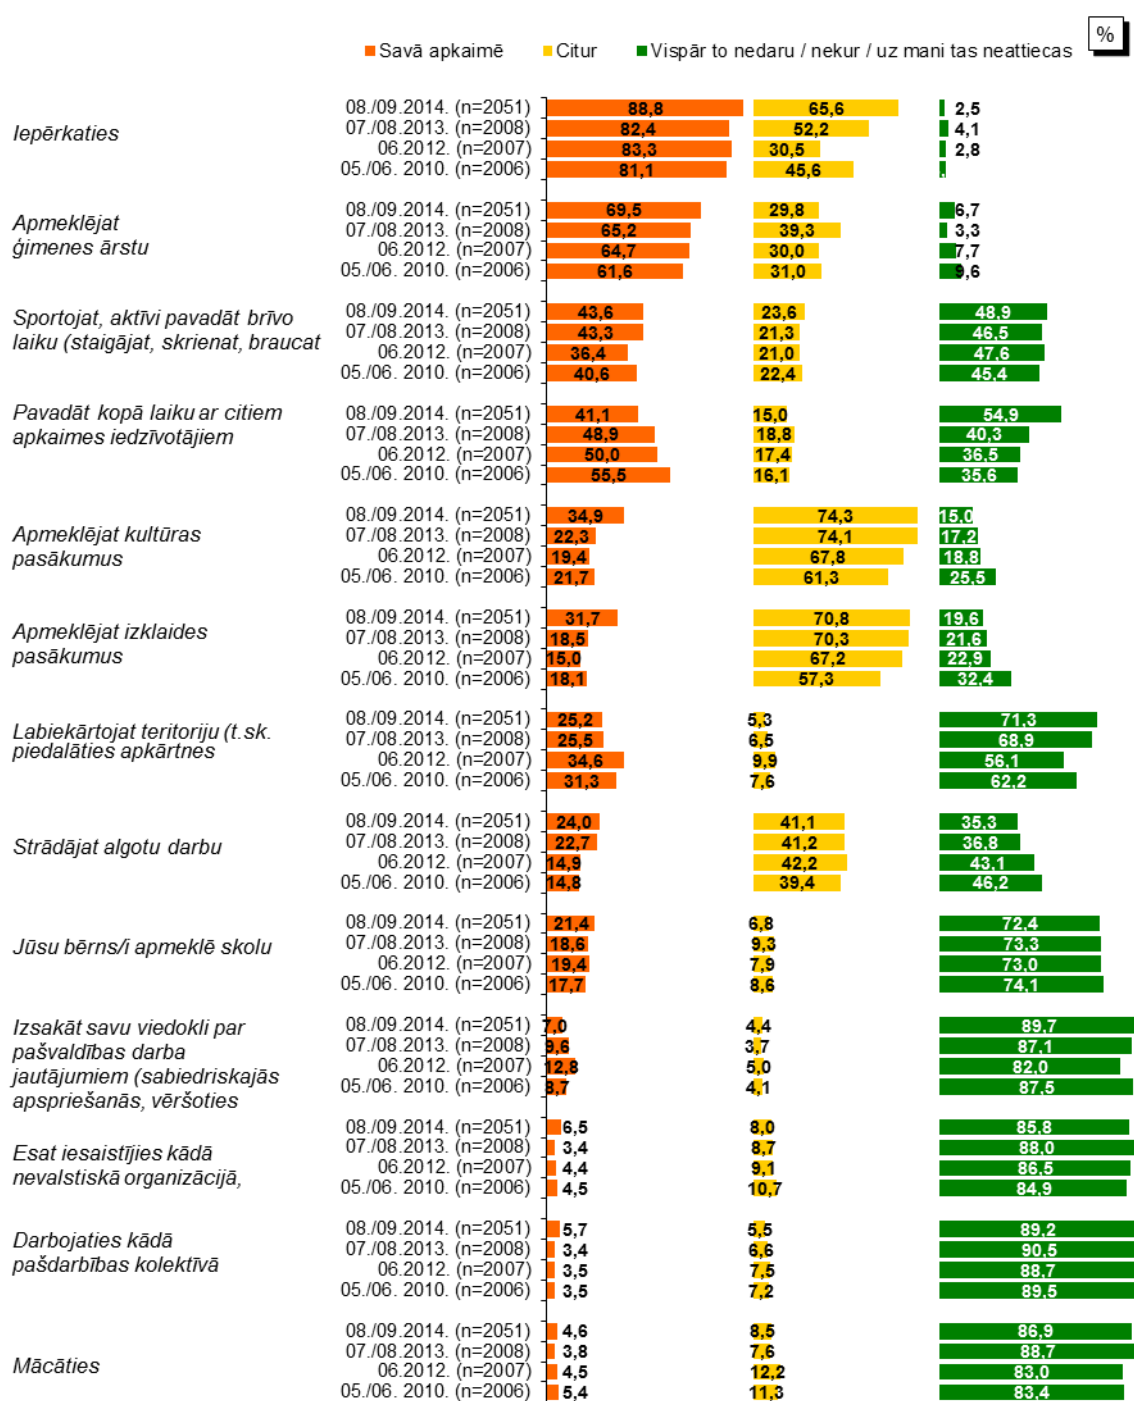 %
Savā apkaimē Citur Vispār to nedaru / nekur / uz mani tas neattiecas
Iepērkaties
08./09.2014. (n=2051) 88,8 65,6 2,5
07./08.2013. (n=2008) 82,4 52,2 4,1
06.2012. (n=2007) 83,3 30,5 2,8
05./06. 2010. (n=2006) 81,1 45,6
Apmeklējat
ģimenes ārstu
08./09.2014. (n=2051) 69,5 29,8 6,7
07./08.2013. (n=2008) 65,2 39,3 3,3
06.2012. (n=2007) 64,7 30,0 7,7
05./06. 2010. (n=2006) 61,6 31,0 9,6
Sportojat, aktīvi pavadāt brīvo
laiku (staigājat, skrienat, braucat
08./09.2014. (n=2051) 43,6 23,6 48,9
07./08.2013. (n=2008) 43,3 21,3 46,5
06.2012. (n=2007) 36,4 21,0 47,6
05./06. 2010. (n=2006) 40,6 22,4 45,4
Pavadāt kopā laiku ar citiem
apkaimes iedzīvotājiem
08./09.2014. (n=2051) 41,1 15,0 54,9
07./08.2013. (n=2008) 48,9 18,8 40,3
06.2012. (n=2007) 50,0 17,4 36,5
05./06. 2010. (n=2006) 55,5 16,1 35,6
Apmeklējat kultūras
pasākumus
08./09.2014. (n=2051) 34,9 74,3 15,0
07./08.2013. (n=2008) 22,3 74,1 17,2
06.2012. (n=2007) 19,4 67,8 18,8
05./06. 2010. (n=2006) 21,7 61,3 25,5
Apmeklējat izklaides
pasākumus
08./09.2014. (n=2051) 31,7 70,8 19,6
07./08.2013. (n=2008) 18,5 70,3 21,6
06.2012. (n=2007) 15,0 67,2 22,9
05./06. 2010. (n=2006) 18,1 57,3 32,4
Labiekārtojat teritoriju (t.sk.
piedalāties apkārtnes
08./09.2014. (n=2051) 25,2 5,3 71,3
07./08.2013. (n=2008) 25,5 6,5 68,9
06.2012. (n=2007) 34,6 9,9 56,1
05./06. 2010. (n=2006) 31,3 7,6 62,2
Strādājat algotu darbu
08./09.2014. (n=2051) 24,0 41,1 35,3
07./08.2013. (n=2008) 22,7 41,2 36,8
06.2012. (n=2007) 14,9 42,2 43,1
05./06. 2010. (n=2006) 14,8 39,4 46,2
Jūsu bērns/i apmeklē skolu
08./09.2014. (n=2051) 21,4 6,8 72,4
07./08.2013. (n=2008) 18,6 9,3 73,3
06.2012. (n=2007) 19,4 7,9 73,0
05./06. 2010. (n=2006) 17,7 8,6 74,1
Izsakāt savu viedokli par
pašvaldības darba
jautājumiem (sabiedriskajās
apspriešanās, vēršoties
08./09.2014. (n=2051) 7,0 4,4 89,7
07./08.2013. (n=2008) 9,6 3,7 87,1
06.2012. (n=2007) 12,8 5,0 82,0
05./06. 2010. (n=2006) 8,7 4,1 87,5
Esat iesaistījies kādā
nevalstiskā organizācijā,
08./09.2014. (n=2051) 6,5 8,0 85,8
07./08.2013. (n=2008) 3,4 8,7 88,0
06.2012. (n=2007) 4,4 9,1 86,5
05./06. 2010. (n=2006) 4,5 10,7 84,9
Darbojaties kādā
pašdarbības kolektīvā
08./09.2014. (n=2051) 5,7 5,5 89,2
07./08.2013. (n=2008) 3,4 6,6 90,5
06.2012. (n=2007) 3,5 7,5 88,7
05./06. 2010. (n=2006) 3,5 7,2 89,5
Mācāties
08./09.2014. (n=2051) 4,6 8,5 86,9
07./08.2013. (n=2008) 3,8 7,6 88,7
06.2012. (n=2007) 4,5 12,2 83,0
05./06. 2010. (n=2006) 5,4 11,3 83,4